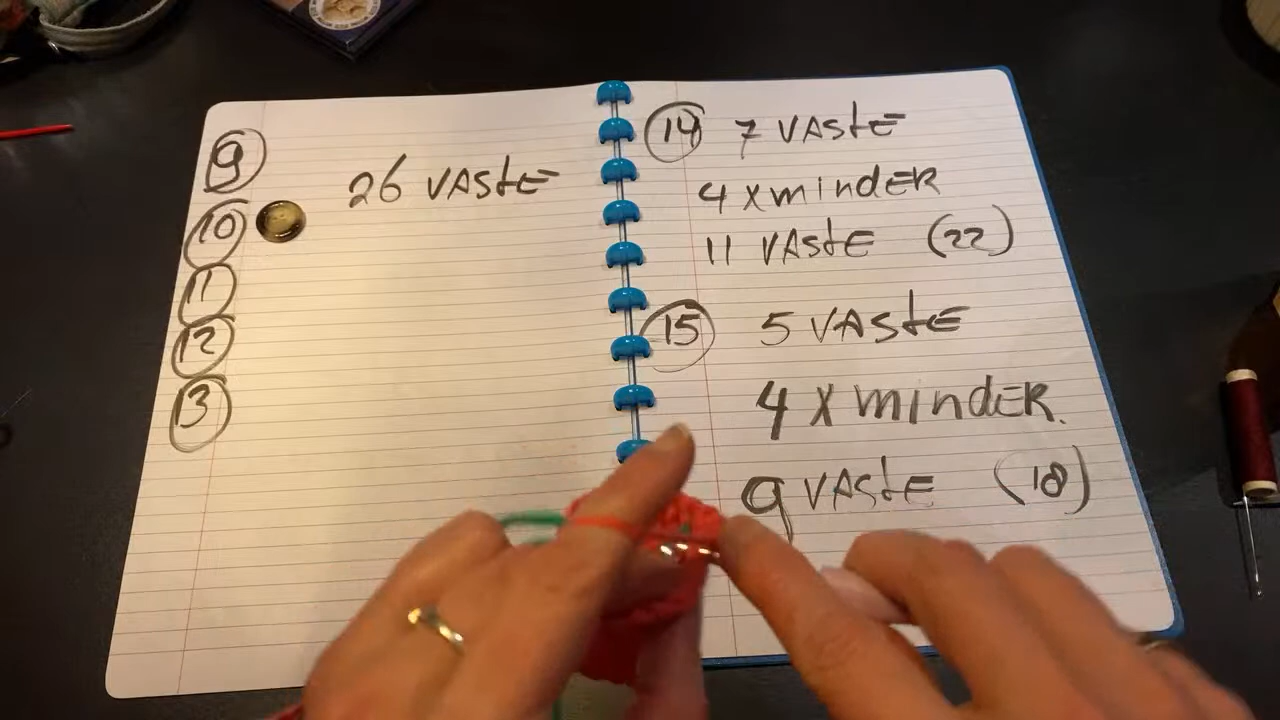 9
26 VASTE
10
11
12
13
14 7 VASTE
4 x mindER
11 VASTE (22)
15 5 VASTE
4 X mindER.
9 VASTE (18)